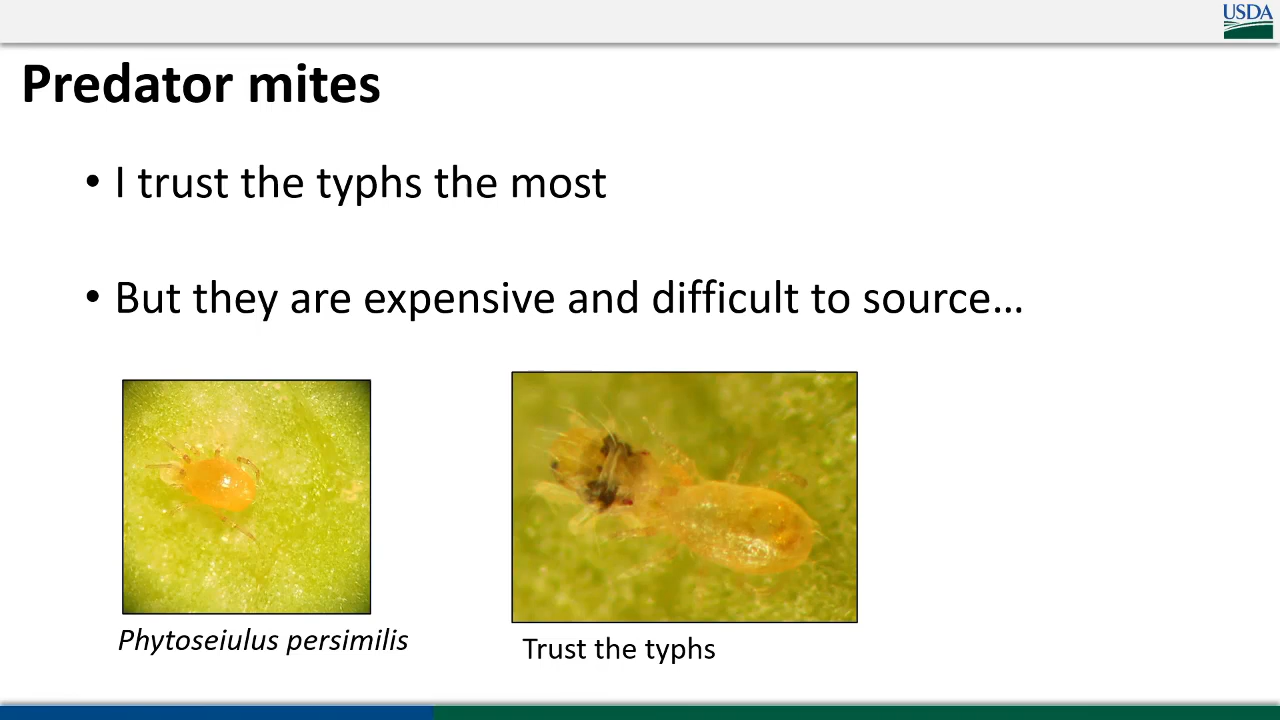 USDA
Predator mites
• I trust the typhs the most
• But they are expensive and difficult to source…
Phytoseiulus persimilis
Trust the typhs